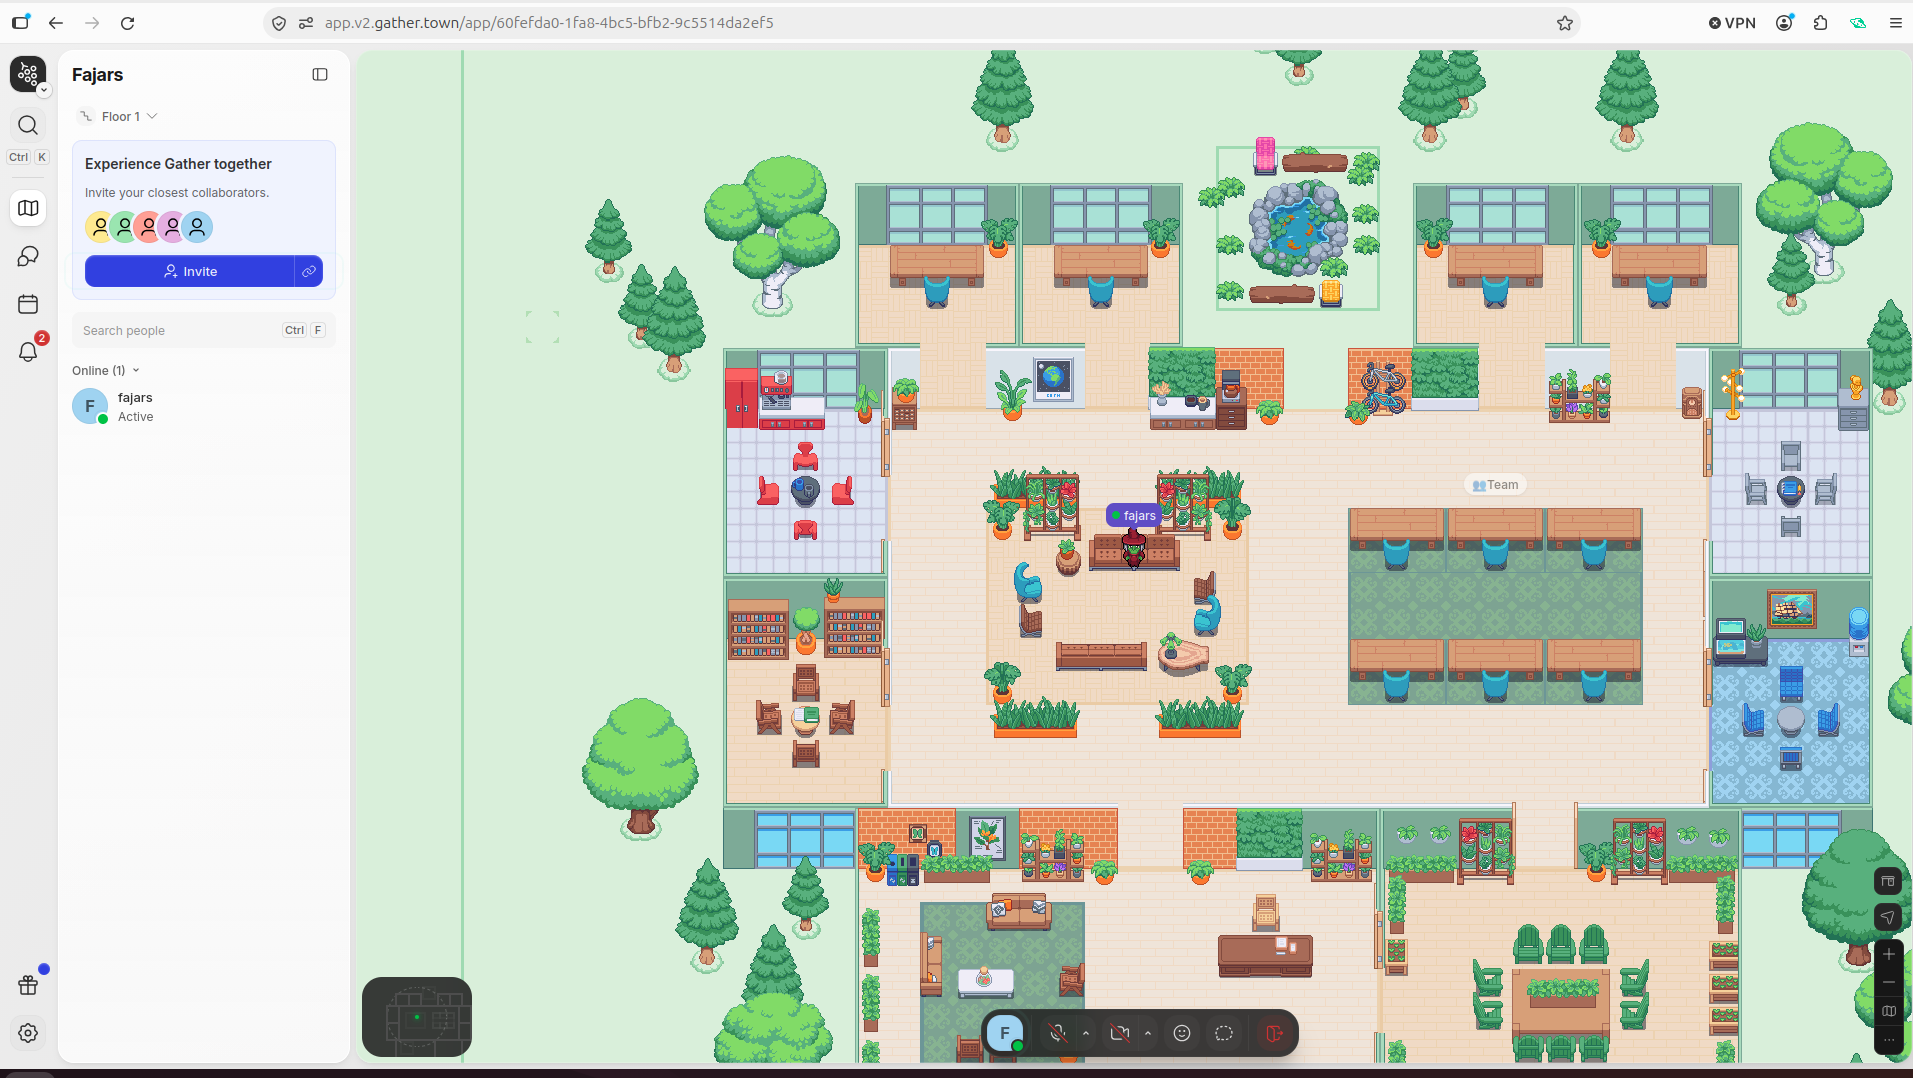 app.v2.gather.town/app/60fefda0-1fa8-4bc5-bfb2-9c5514da2ef5
VPN
Fajars
Floor 1
Ctrl K
Experience Gather together
Invite your closest collaborators.
Invite
Search people
Ctrl F
2
Online (1)
F
fajars
Active
👥Team
fajars
F